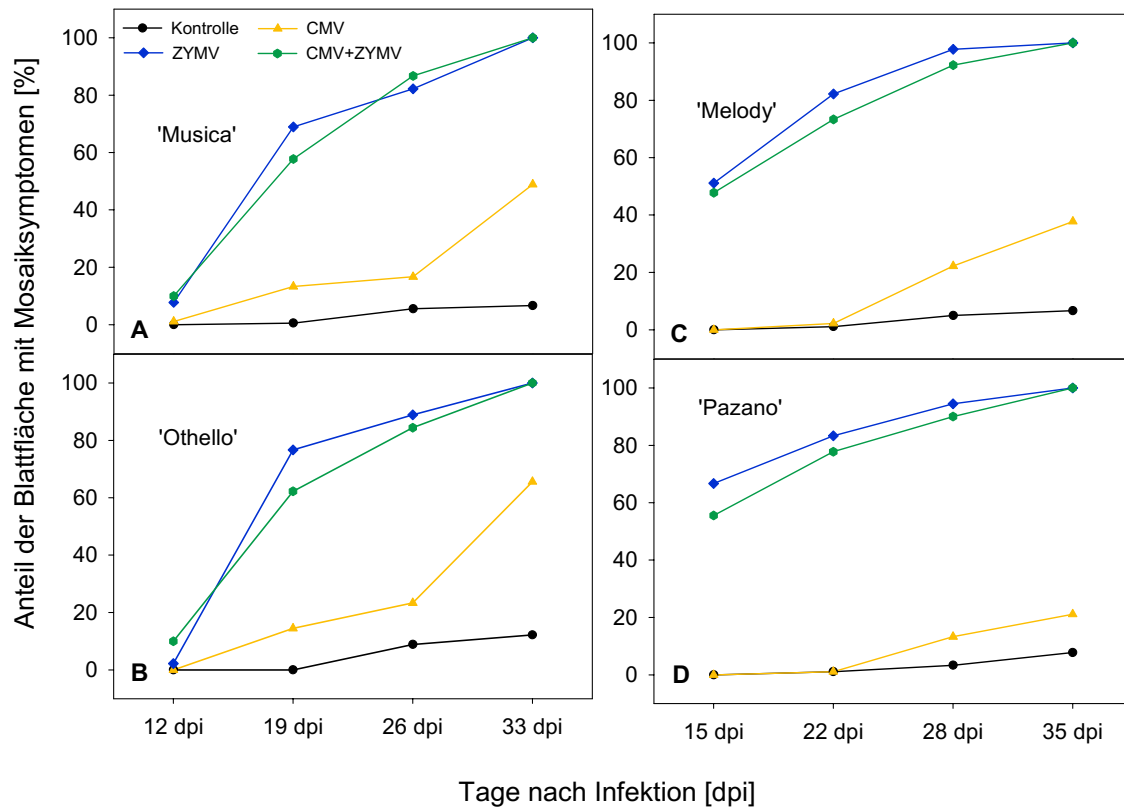 Anteil der Blattfläche mit Mosaiksymptomen [%]
Kontrolle
ZYMV
CMV
CMV+ZYMV
100
80
60
40
20
0
'Musica'
A
100
80
60
40
20
0
'Othello'
B
12 dpi 19 dpi 26 dpi 33 dpi
100
80
60
40
20
0
'Melody'
C
100
80
60
40
20
0
'Pazano'
D
15 dpi 22 dpi 28 dpi 35 dpi
Tage nach Infektion [dpi]